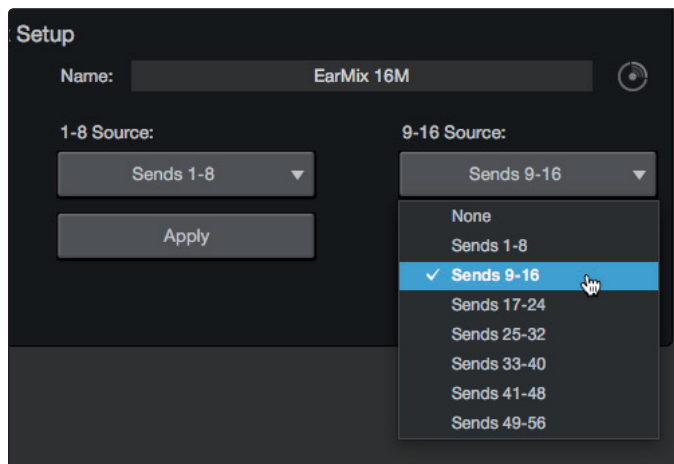 Setup
Name: EarMix 16M
1-8 Source: 9-16 Source:
Sends 1-8 Sends 9-16
Apply
None
Sends 1-8
Sends 9-16
Sends 17-24
Sends 25-32
Sends 33-40
Sends 41-48
Sends 49-56